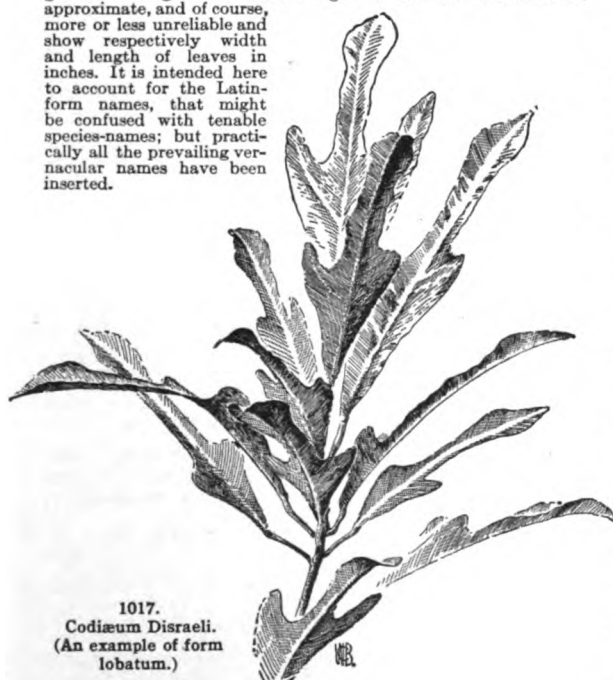 approximate, and of course,
more or less unreliable and
show respectively width
and length of leaves in
inches. It is intended here
to account for the Latin-
form names, that might
be confused with tenable
species-names; but practi-
cally all the prevailing ver-
nacular names have been
inserted.
1017.
Codiæum Disraeli.
(An example of form
lobatum.)